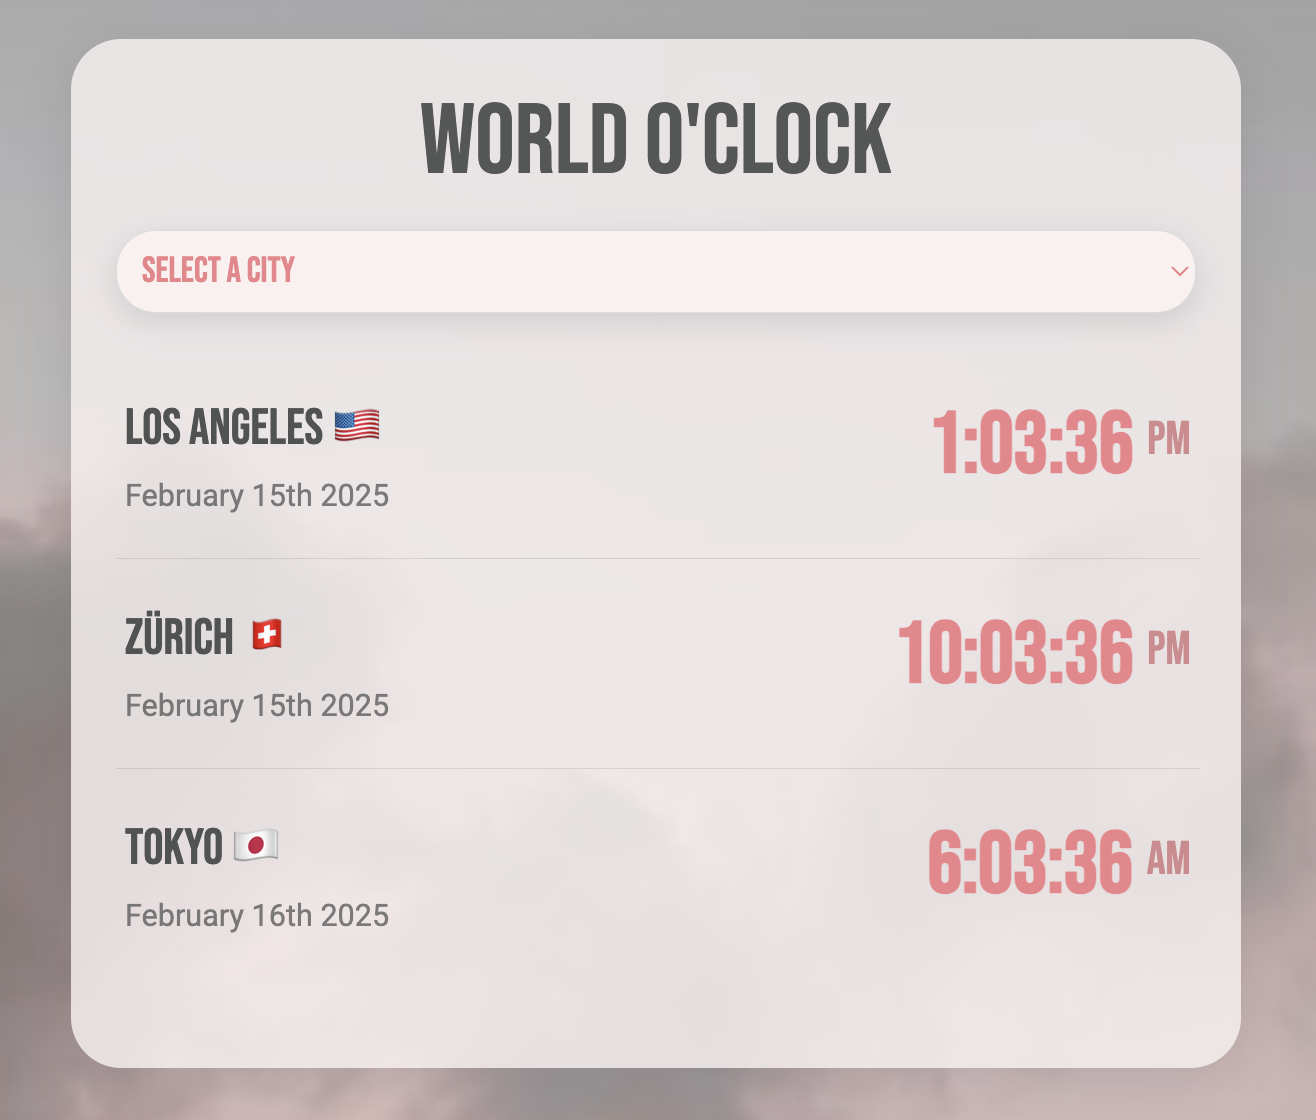 WORLD O'CLOCK
SELECT A CITY
LOS ANGELES
1:03:36 PM
February 15th 2025
ZÜRICH
10:03:36 PM
February 15th 2025
TOKYO
6:03:36 AM
February 16th 2025